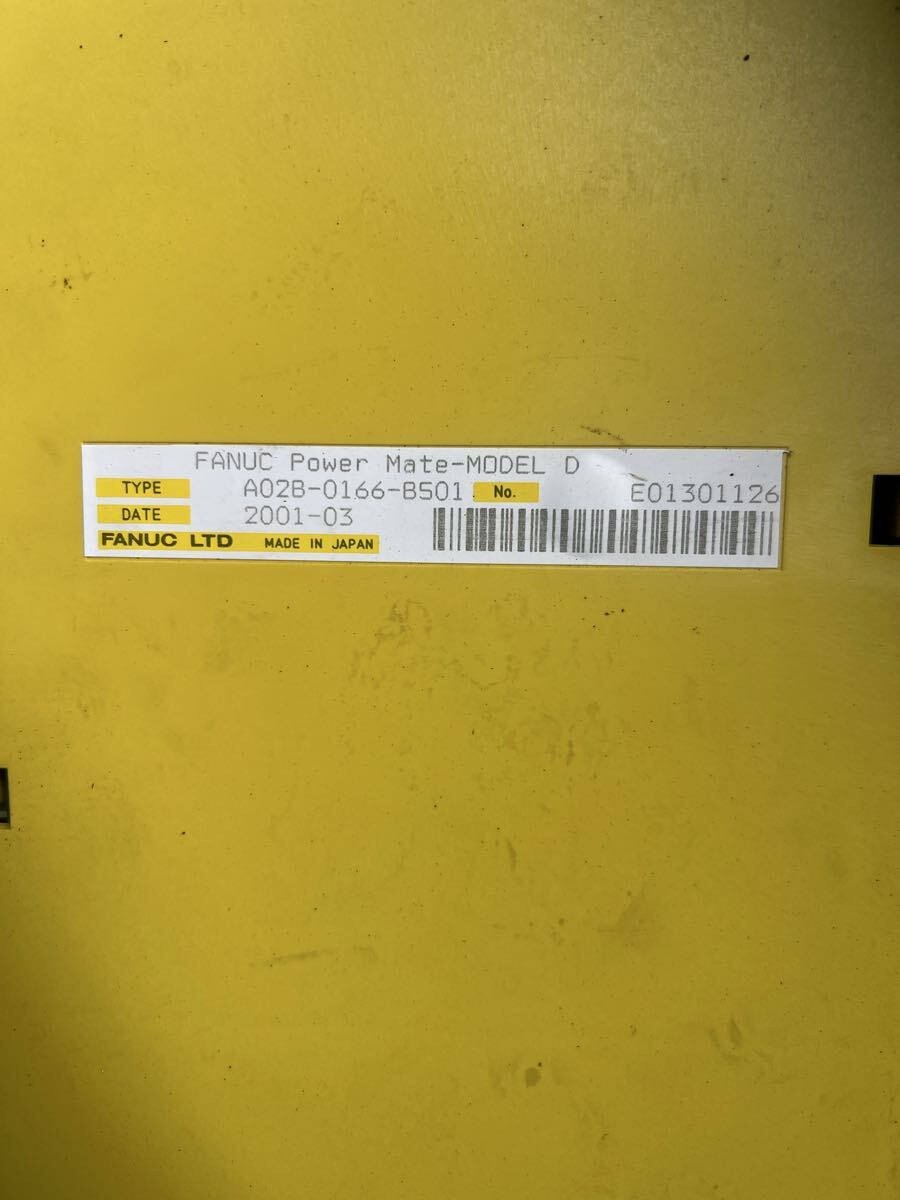 FANUC Power Mate-MODEL D
TYPE A02B-0166-B501 No. E01301126
DATE 2001-03
FANUC LTD MADE IN JAPAN